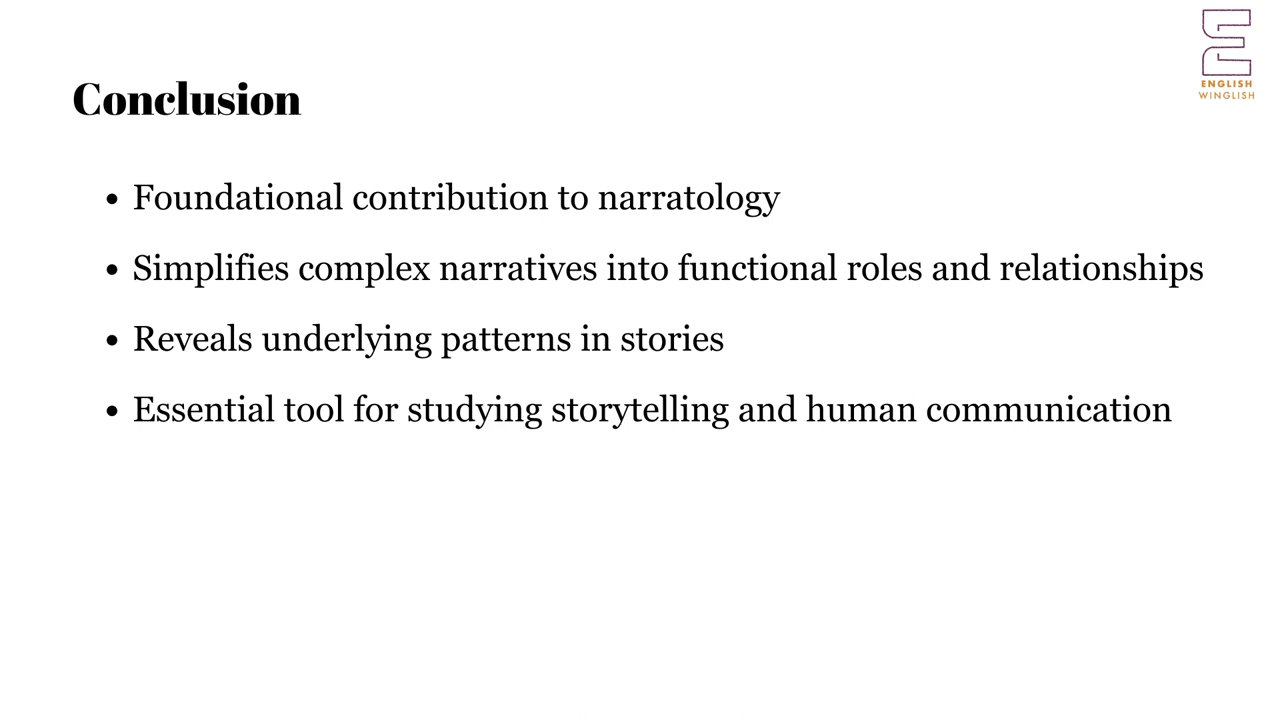 ENGLISH
WINGLISH
Conclusion
• Foundational contribution to narratology
• Simplifies complex narratives into functional roles and relationships
• Reveals underlying patterns in stories
• Essential tool for studying storytelling and human communication